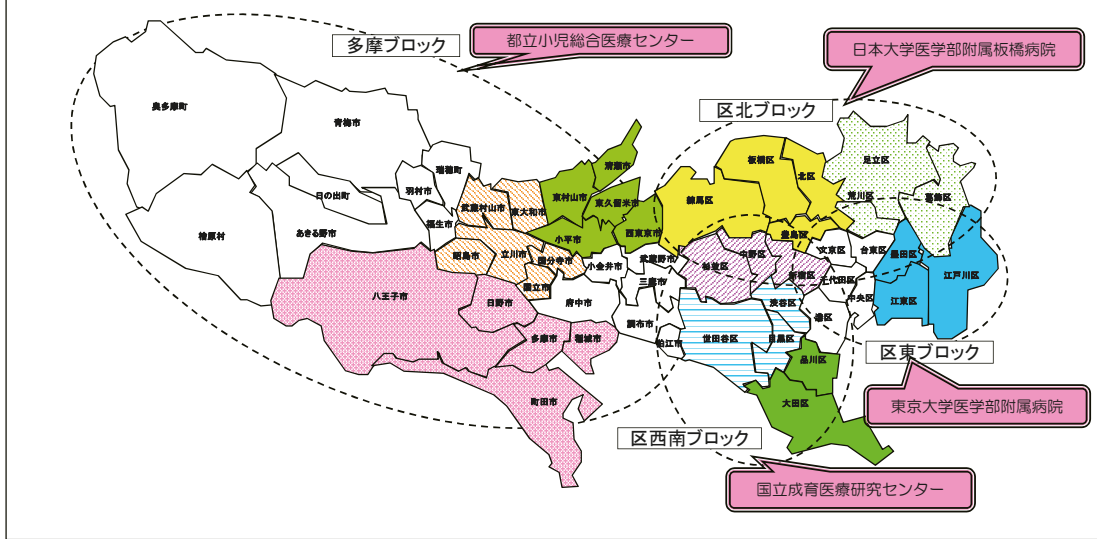 多摩ブロック
都立小児総合医療センター
日本大学医学部附属板橋病院
区北ブロック
奥多摩町
青梅市
瑞穂町
羽村市
日の出町
福生市
あきる野市
檜原村
武蔵村山市
東大和市
東村山市
清瀬市
東久留米市
西東京市
小平市
昭島市
立川市
国分寺市
国立市
小金井市
武蔵野市
三鷹市
府中市
調布市
狛江市
八王子市
日野市
多摩市
稲城市
町田市
練馬区
板橋区
北区
豊島区
足立区
荒川区
葛飾区
杉並区
中野区
新宿区
文京区
台東区
千代田区
中央区
港区
墨田区
江東区
江戸川区
渋谷区
世田谷区
目黒区
品川区
大田区
区東ブロック
東京大学医学部附属病院
区西南ブロック
国立成育医療研究センター